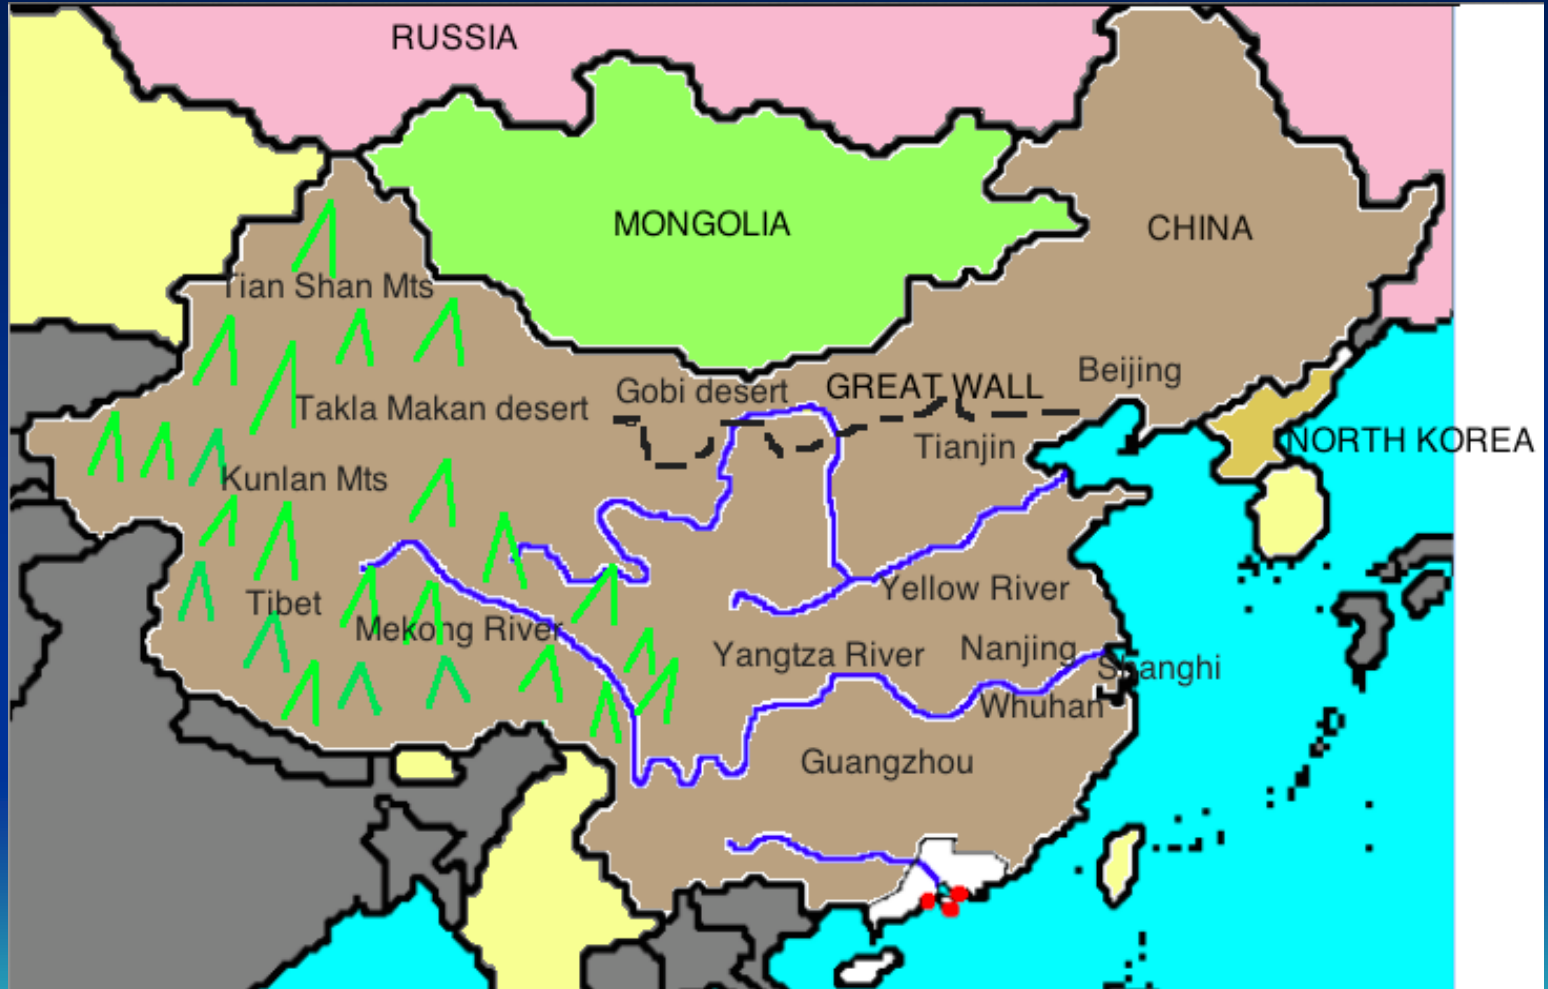 RUSSIA
MONGOLIA
CHINA
Tian Shan Mts
Beijing
Gobi desert
GREAT WALL
Takla Makan desert
Tianjin
NORTH KOREA
Kunlan Mts
Yellow River
Tibet
Mekong River
Yangtza River
Nanjing
Shanghi
Whuhan
Guangzhou